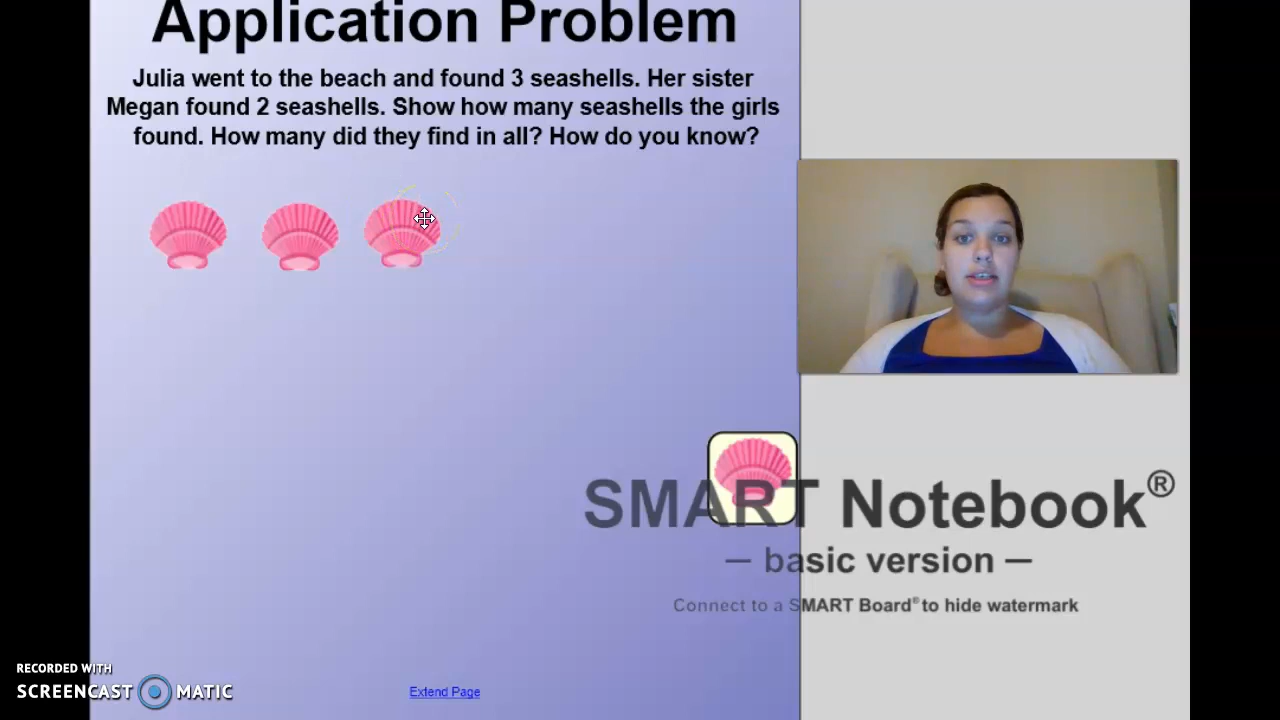 Application Problem
Julia went to the beach and found 3 seashells. Her sister
Megan found 2 seashells. Show how many seashells the girls
found. How many did they find in all? How do you know?
SMART Notebook®
— basic version —
Connect to a SMART Board® to hide watermark
RECORDED WITH
SCREENCAST MATIC
Extend Page